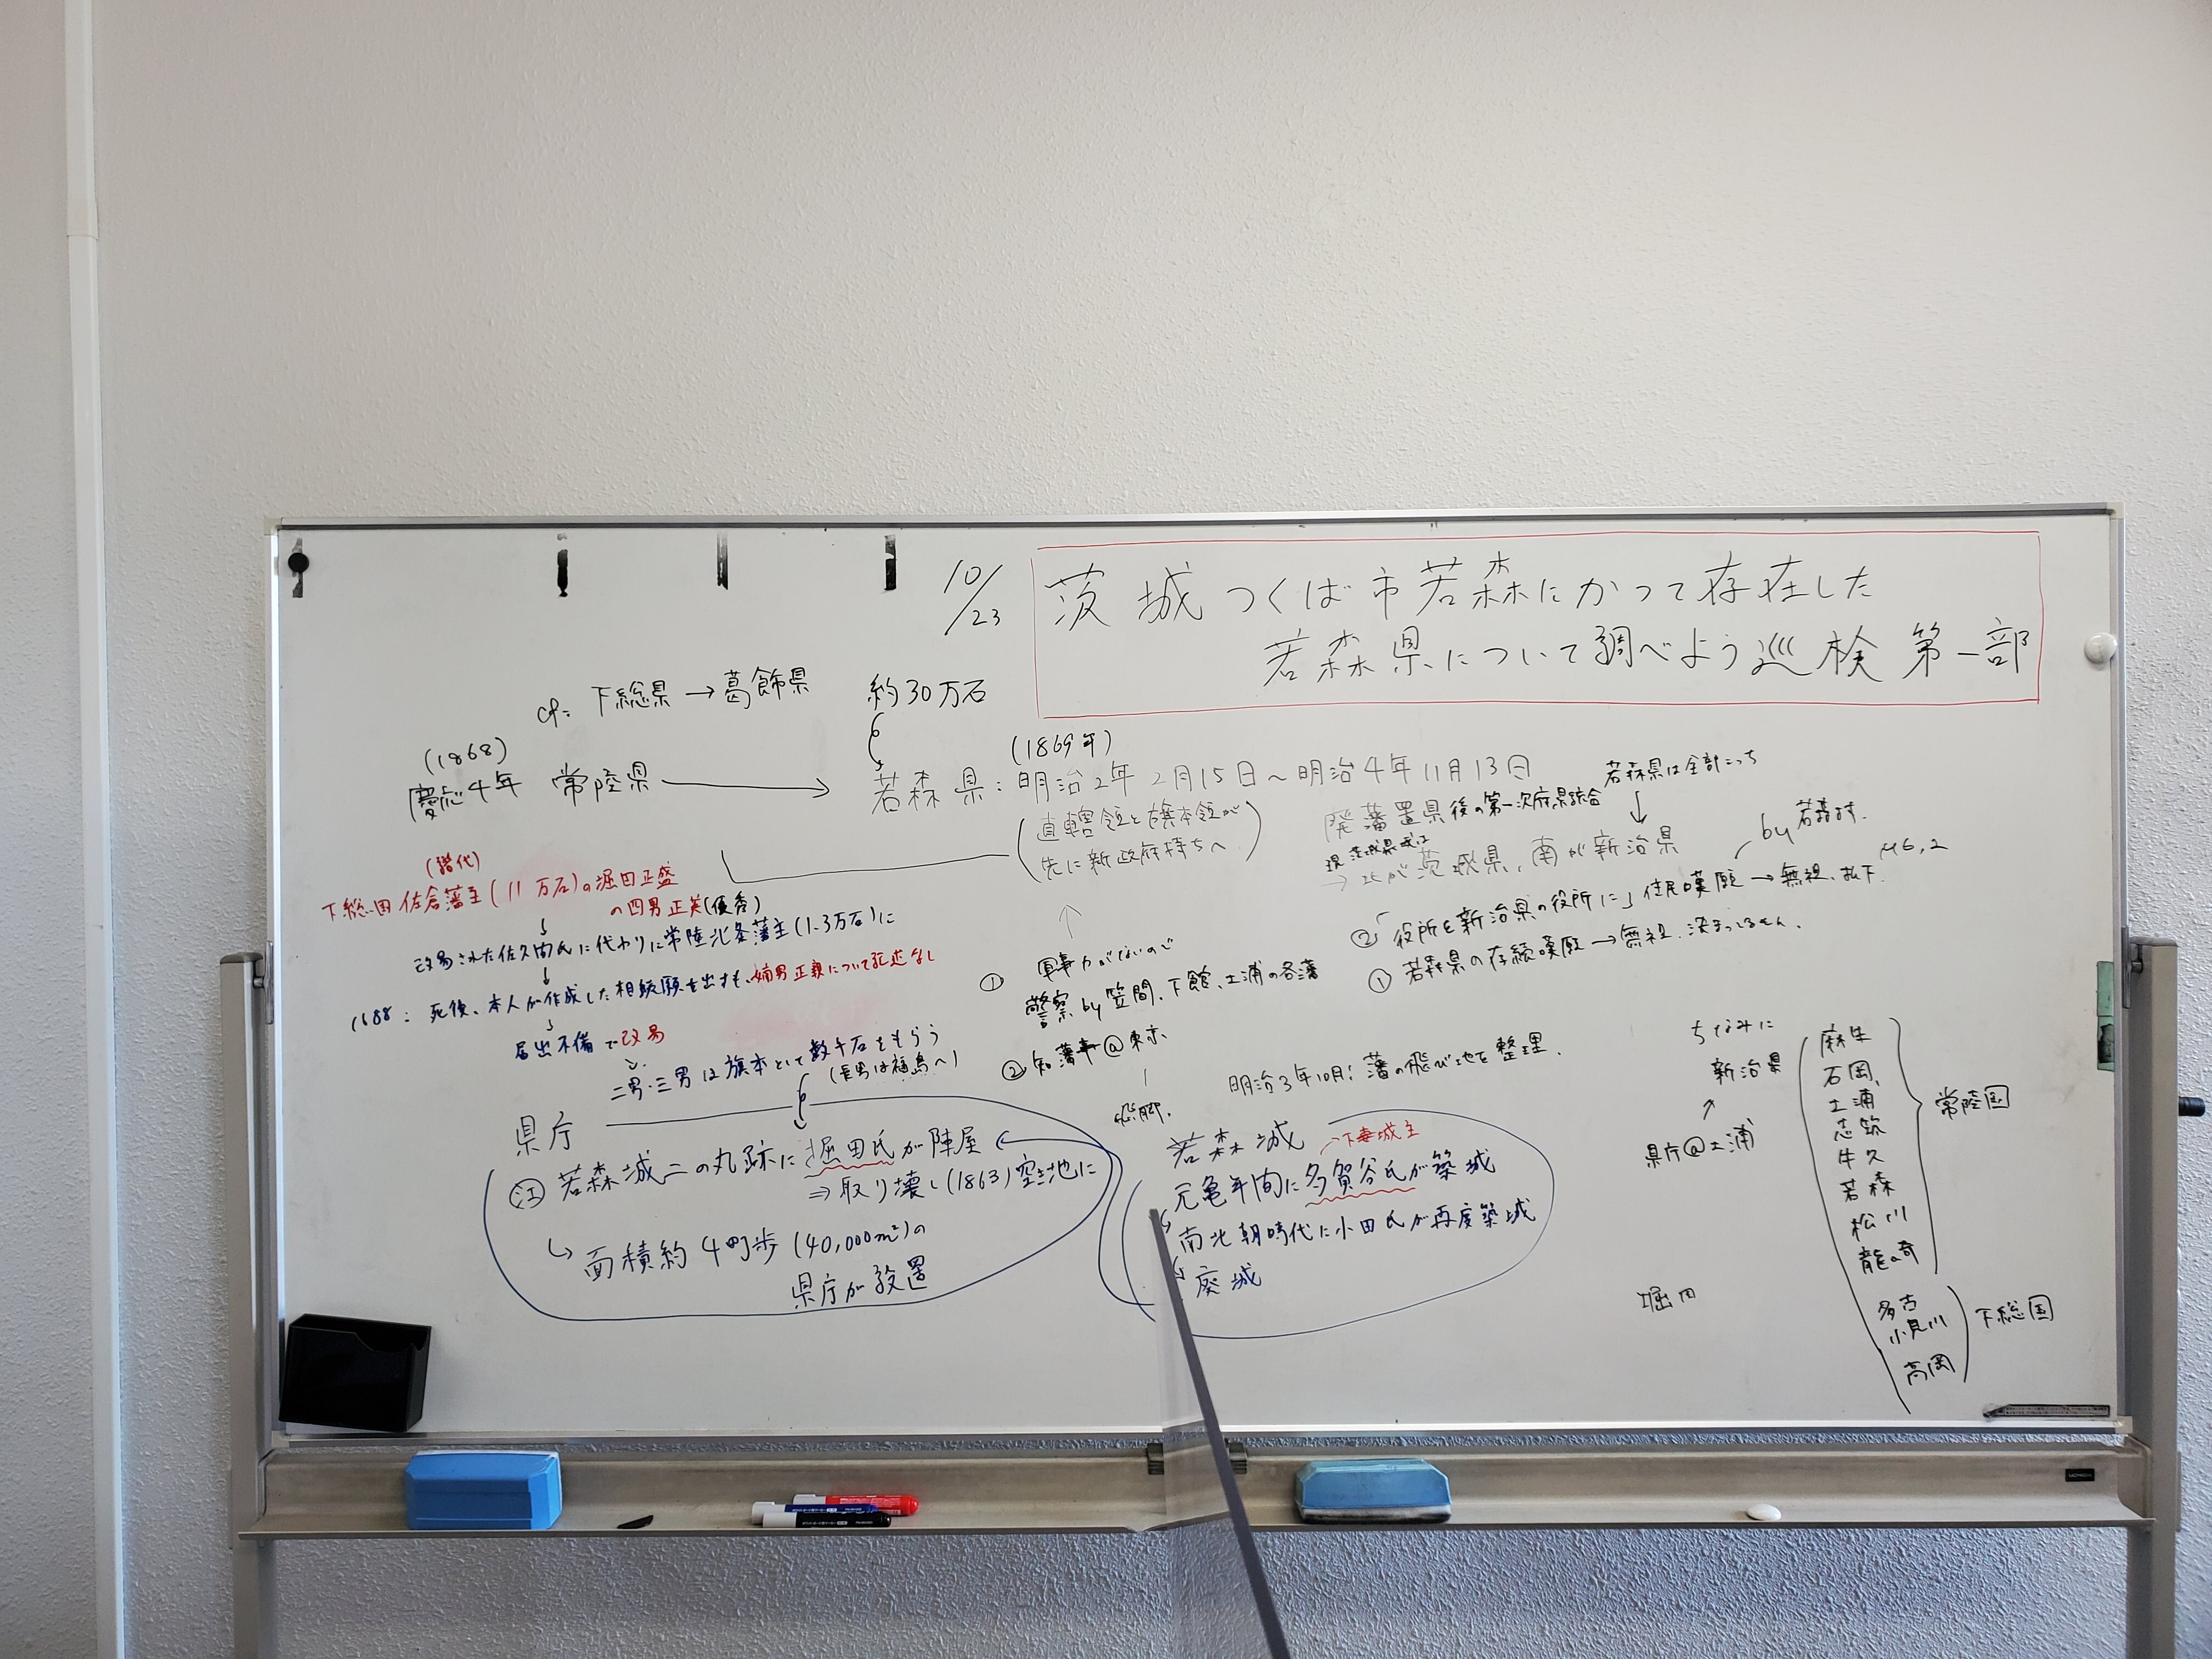 10/23
茨城つくば市若森にかつて存在した
若森県について調べよう巡検 第一部
cf: 下総県→葛飾県
約30万石
(1868)
慶応4年 常陸県
(1869年)
若森県:明治2年2月15日～明治4年11月13日
(直轄領と旗本領が
先に新政府持ちへ)
若森県は全部こっち
廃藩置県後の第一次府県統合
現茨城県域は
→北が茨城県、南が新治県
by 若森村.
M6,2
② 役所を新治県の役所に」住民嘆願→無視、払下.
① 若森県の存続嘆願→無視.決まってるもん.
(譜代)
下総国佐倉藩主(11万石)の堀田正盛
の四男正英(優秀)
改易された佐久間氏に代わりに常陸北条藩主(1.3万石)に
1688: 死後、本人が作成した相続願を出すも、嫡男正親について記述なし
届出不備で改易
二男・三男は旗本として数千石をもらう
(長男は福島へ)
① 軍事力がないので
警察 by 笠間、下館、土浦の各藩
② 知藩事@東京
飛脚.
明治3年10月:藩の飛び地を整理.
県庁
㊟ 若森城二の丸跡に堀田氏が陣屋
⇒取り壊し(1863)空き地に
面積約4町歩(40,000m²)の
県庁が設置
若森城
下妻城主
元亀年間に多賀谷氏が築城
南北朝時代に小田氏が再度築城
廃城
ちなみに
新治県
県庁@土浦
麻生
石岡、
土浦
志筑
牛久
若森
松川
龍ヶ崎
常陸国
多古
小見川
高岡
下総国
堀田